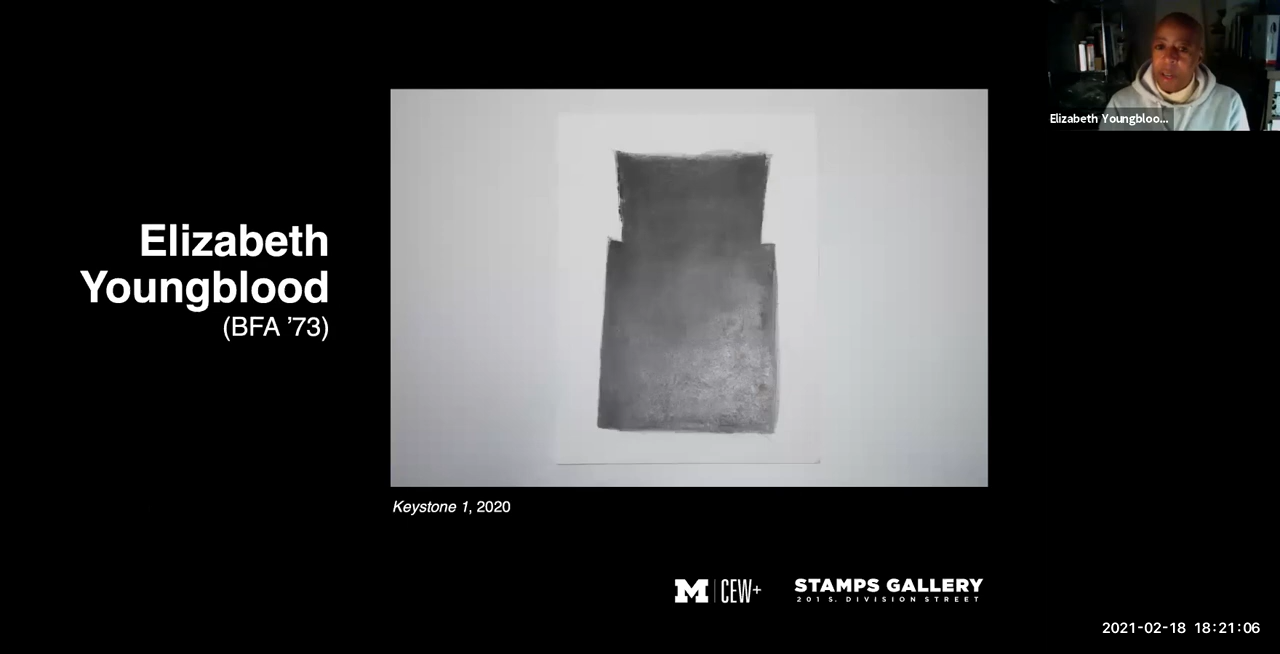 Elizabeth Youngbloo...
Elizabeth
Youngblood
(BFA ’73)
Keystone 1, 2020
M | CEW+
STAMPS GALLERY
201 S. DIVISION STREET
2021-02-18 18:21:06